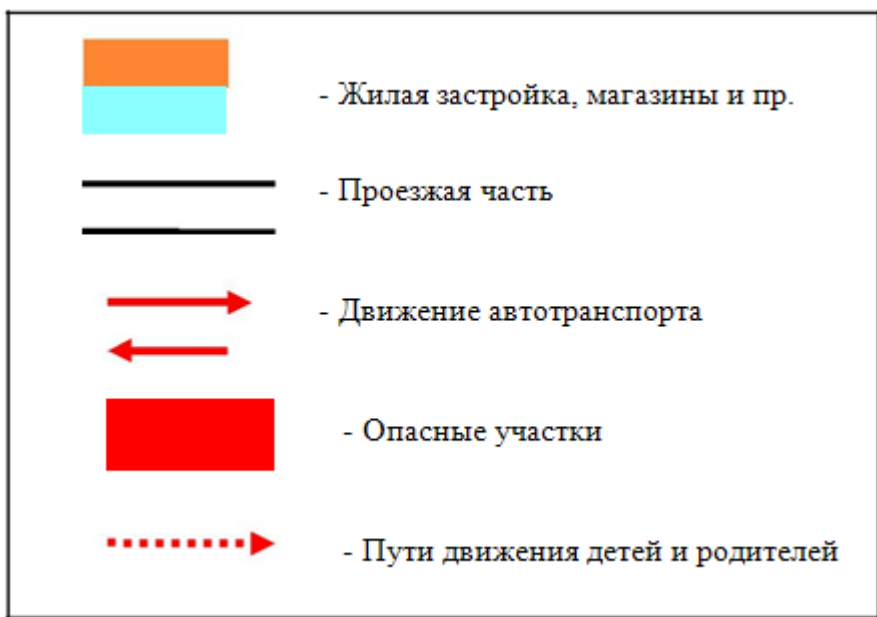 - Жилая застройка, магазины и пр.
- Проезжая часть
- Движение автотранспорта
- Опасные участки
- Пути движения детей и родителей